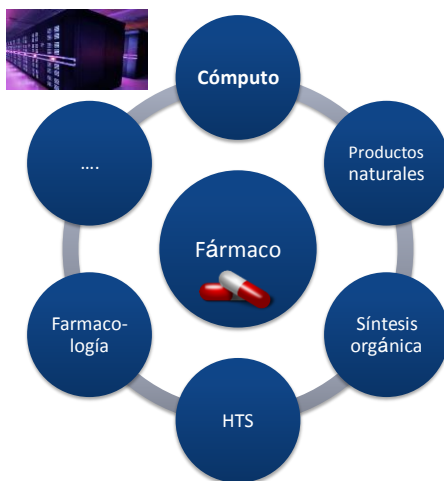 Cómputo
Productos
naturales
Síntesis
orgánica
HTS
Farmaco-
logía
....
Fármaco